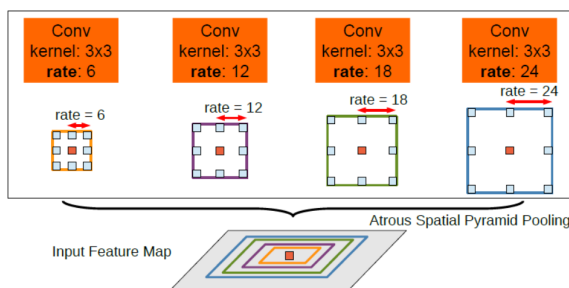 Conv
kernel: 3x3
rate: 6
Conv
kernel: 3x3
rate: 12
Conv
kernel: 3x3
rate: 18
Conv
kernel: 3x3
rate: 24
rate = 6
rate = 12
rate = 18
rate = 24
Atrous Spatial Pyramid Pooling
Input Feature Map